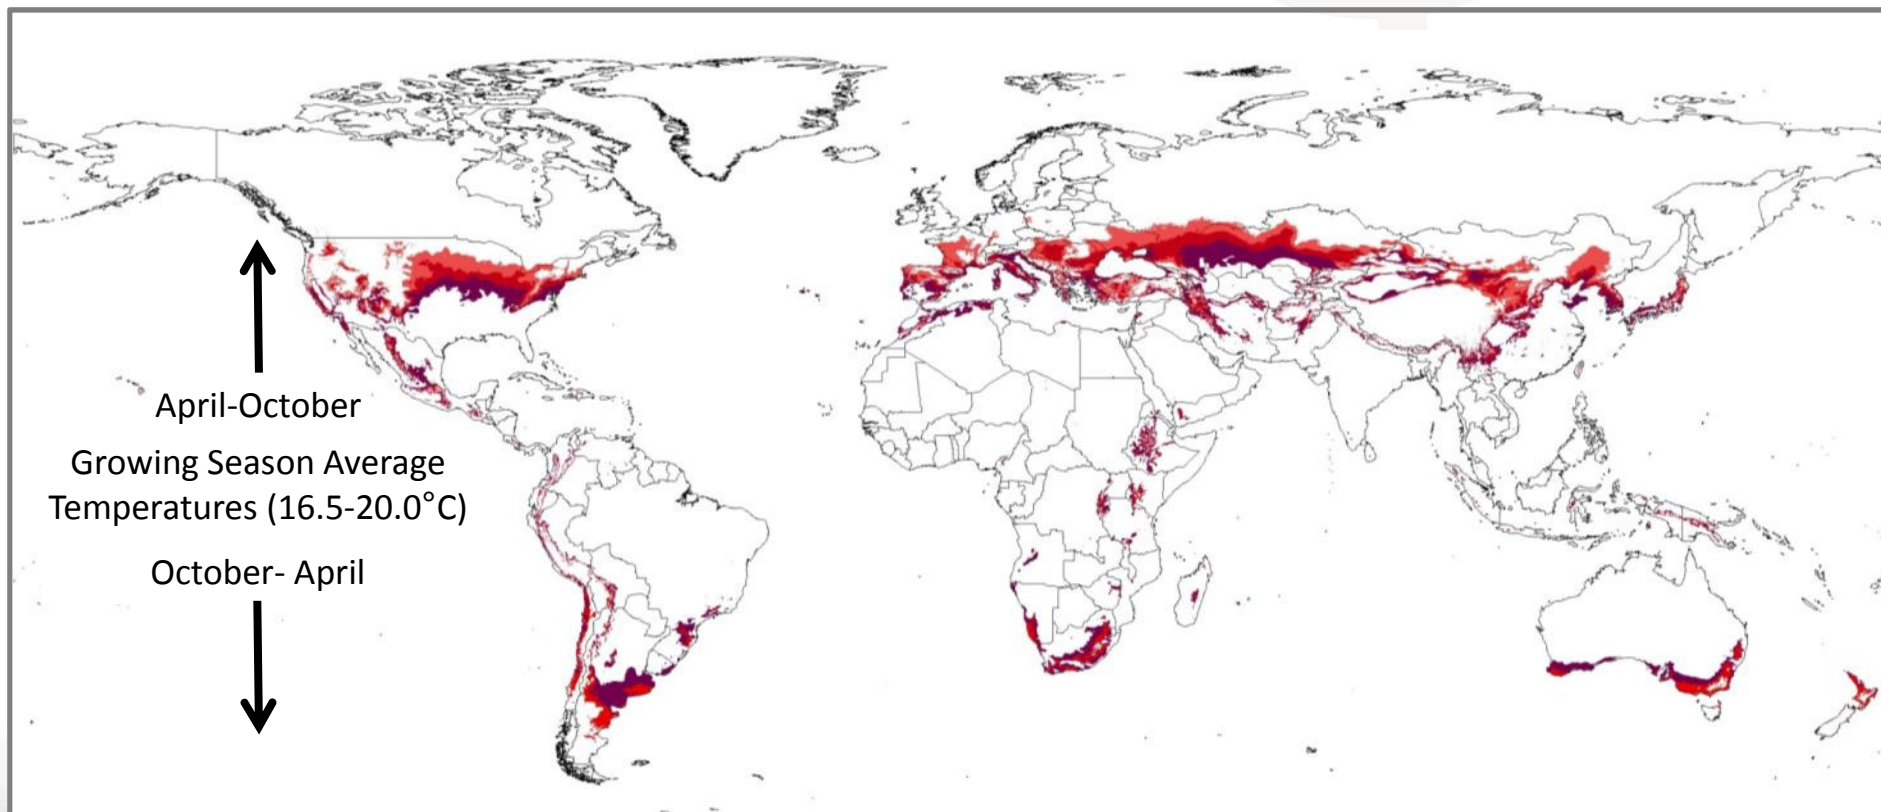 April-October
Growing Season Average
Temperatures (16.5-20.0°C)
October- April